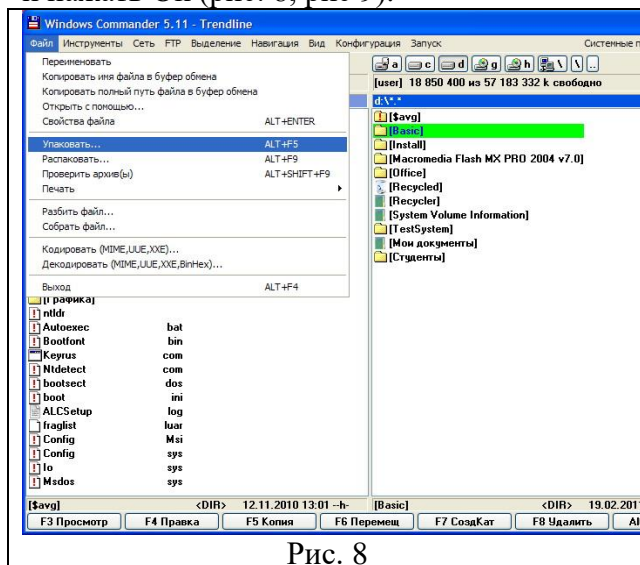 и нажать Ok (рис. 8, рис 9).
Windows Commander 5.11 - Trendline
Файл Инструменты Сеть FTP Выделение Навигация Вид Конфигурация Запуск Системные п
Переименовать
Копировать имя файла в буфер обмена
Копировать полный путь файла в буфер обмена
Открыть с помощью...
Свойства файла ALT+ENTER
Упаковать... ALT+F5
Распаковать... ALT+F9
Проверить архив(ы) ALT+SHIFT+F9
Печать
Разбить файл...
Собрать файл...
Кодировать (MIME,UUE,XXE)...
Декодировать (MIME,UUE,XXE,BinHex)...
Выход ALT+F4
a c d g h \ \ ..
[user] 18 850 400 из 57 183 332 k свободно
d:\*.*
[$avg]
[Basic]
[Install]
[Macromedia Flash MX PRO 2004 v7.0]
[Office]
[Recycled]
[Recycler]
[System Volume Information]
[TestSystem]
[Мои документы]
[Студенты]
[Графика]
ntldr
Autoexec bat
Bootfont bin
Keyrus com
Ntdetect com
bootsect dos
boot ini
ALCSetup log
fraglist luar
Config Msi
Config sys
Io sys
Msdos sys
[$avg] <DIR> 12.11.2010 13:01 --h-
[Basic] <DIR> 19.02.2011
F3 Просмотр F4 Правка F5 Копия F6 Перемещ F7 СоздКат F8 Удалить Al
Рис. 8